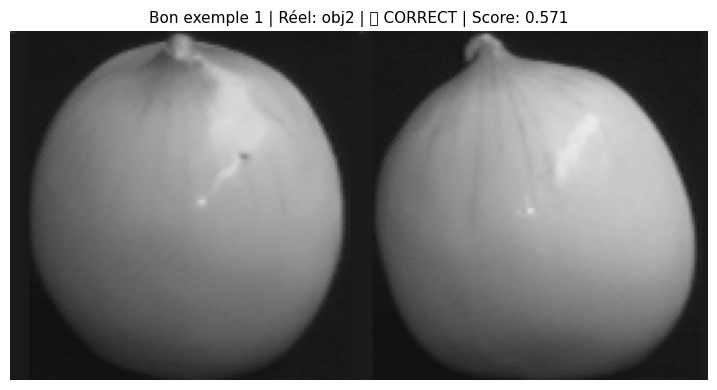 Bon exemple 1 | Réel: obj2 | ▯ CORRECT | Score: 0.571